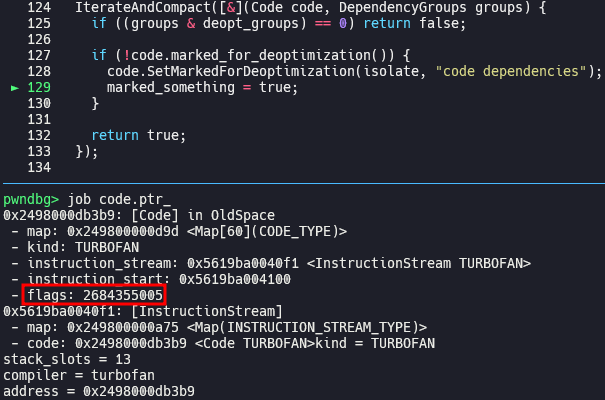 124   IterateAndCompact([&](Code code, DependencyGroups groups) {
125     if ((groups & deopt_groups) == 0) return false;
126
127     if (!code.marked_for_deoptimization()) {
128       code.SetMarkedForDeoptimization(isolate, "code dependencies");
► 129       marked_something = true;
130     }
131
132     return true;
133   });
134
pwndbg> job code.ptr_
0x2498000db3b9: [Code] in OldSpace
 - map: 0x249800000d9d <Map[60](CODE_TYPE)>
 - kind: TURBOFAN
 - instruction_stream: 0x5619ba0040f1 <InstructionStream TURBOFAN>
 - instruction_start: 0x5619ba004100
 - flags: 2684355005
0x5619ba0040f1: [InstructionStream]
 - map: 0x249800000a75 <Map(INSTRUCTION_STREAM_TYPE)>
 - code: 0x2498000db3b9 <Code TURBOFAN>kind = TURBOFAN
stack_slots = 13
compiler = turbofan
address = 0x2498000db3b9